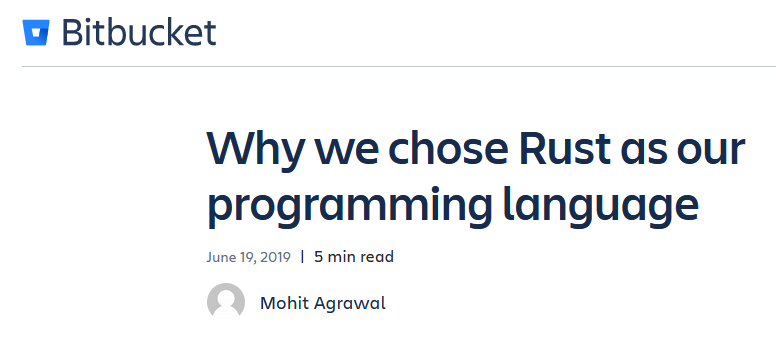 Bitbucket
Why we chose Rust as our
programming language
June 19, 2019 | 5 min read
Mohit Agrawal